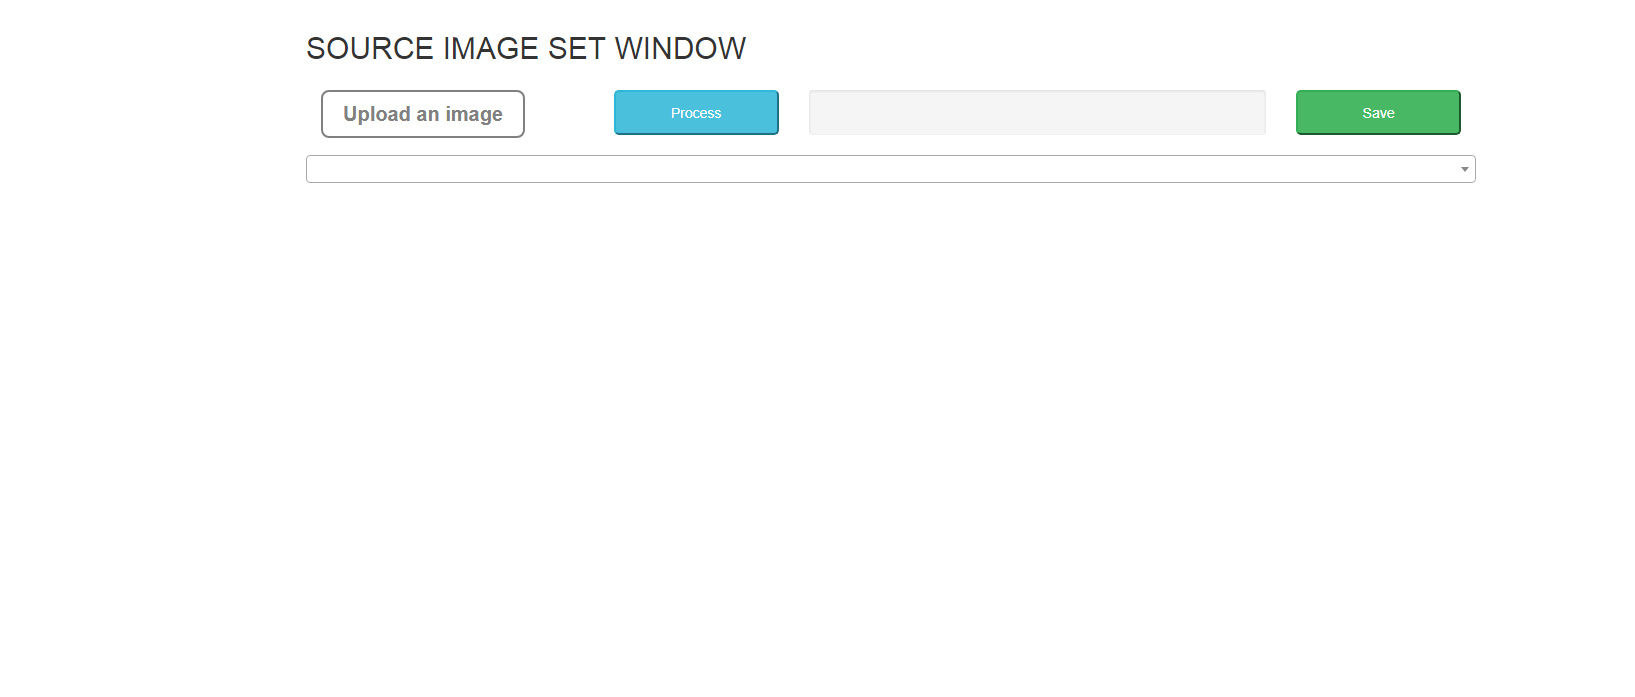 SOURCE IMAGE SET WINDOW
Upload an image
Process
Save